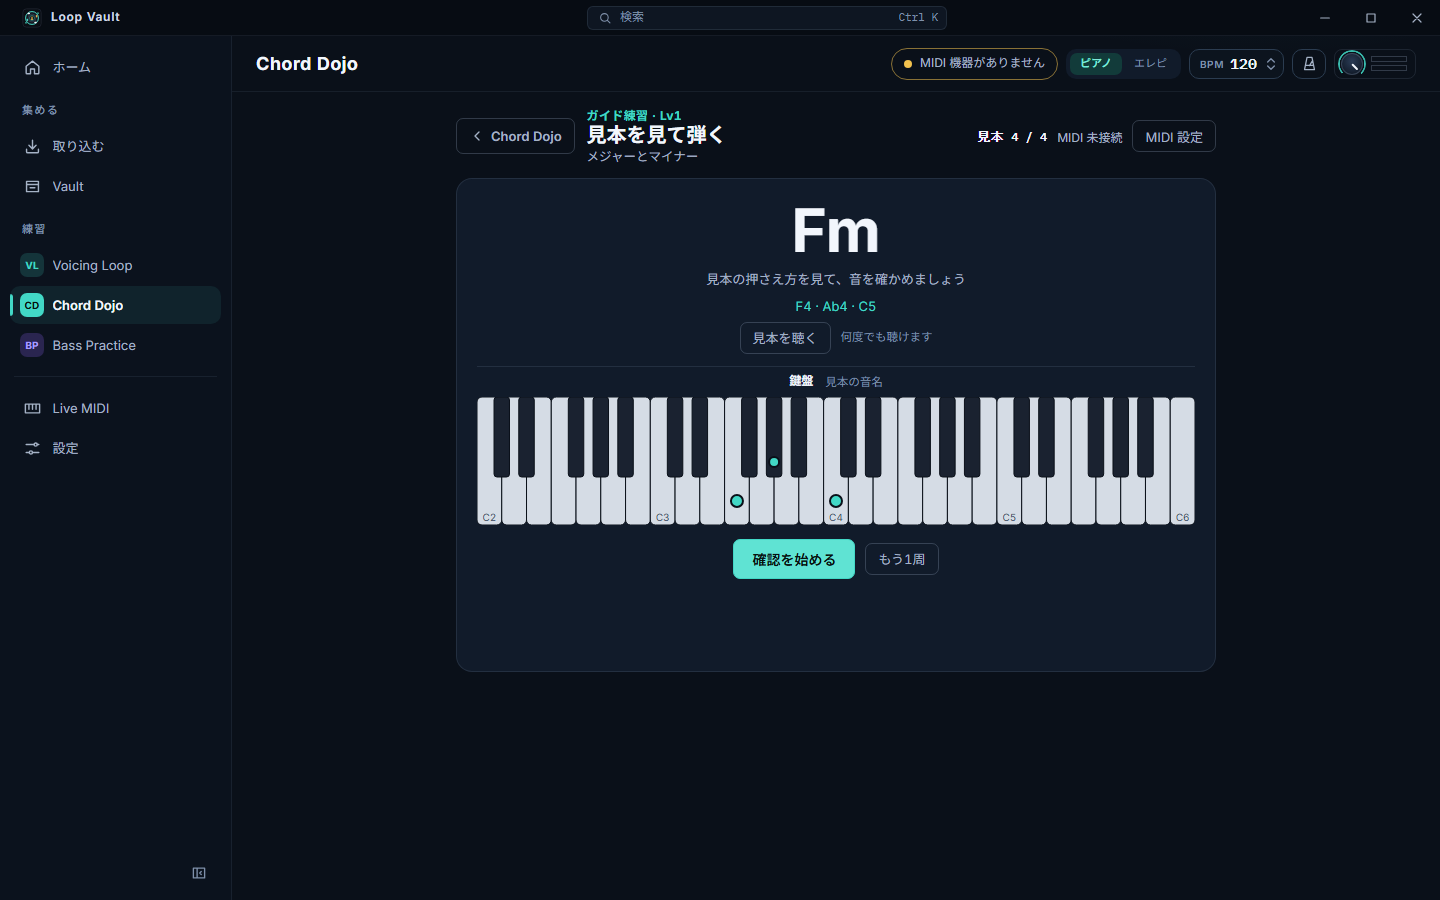 Loop Vault
検索
Ctrl K
ホーム
集める
取り込む
Vault
練習
VL Voicing Loop
CD Chord Dojo
BP Bass Practice
Live MIDI
設定
Chord Dojo
MIDI 機器がありません
ピアノ
エレピ
BPM 120
Chord Dojo
ガイド練習 · Lv1
見本を見て弾く
メジャーとマイナー
見本 4 / 4
MIDI 未接続
MIDI 設定
Fm
見本の押さえ方を見て、音を確かめましょう
F4 · Ab4 · C5
見本を聴く
何度でも聴けます
鍵盤 見本の音名
C2
C3
C4
C5
C6
確認を始める
もう1周